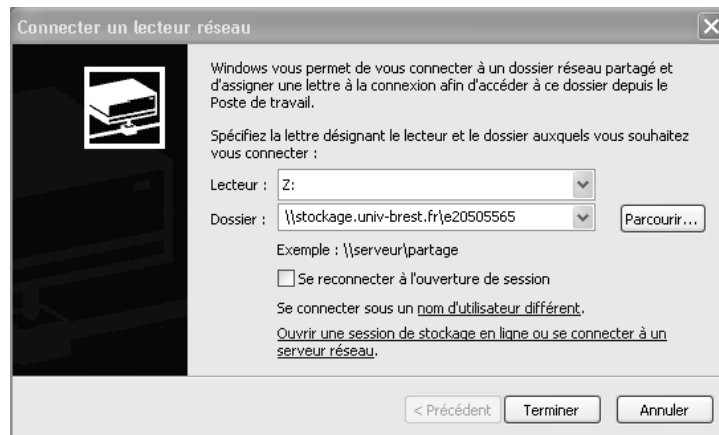 Connecter un lecteur réseau
Windows vous permet de vous connecter à un dossier réseau partagé et
d'assigner une lettre à la connexion afin d'accéder à ce dossier depuis le
Poste de travail.
Spécifiez la lettre désignant le lecteur et le dossier auxquels vous souhaitez
vous connecter :
Lecteur : Z:
Dossier : \\stockage.univ-brest.fr\e20505565 Parcourir...
Exemple : \\serveur\partage
Se reconnecter à l'ouverture de session
Se connecter sous un nom d'utilisateur différent.
Ouvrir une session de stockage en ligne ou se connecter à un
serveur réseau.
< Précédent Terminer Annuler